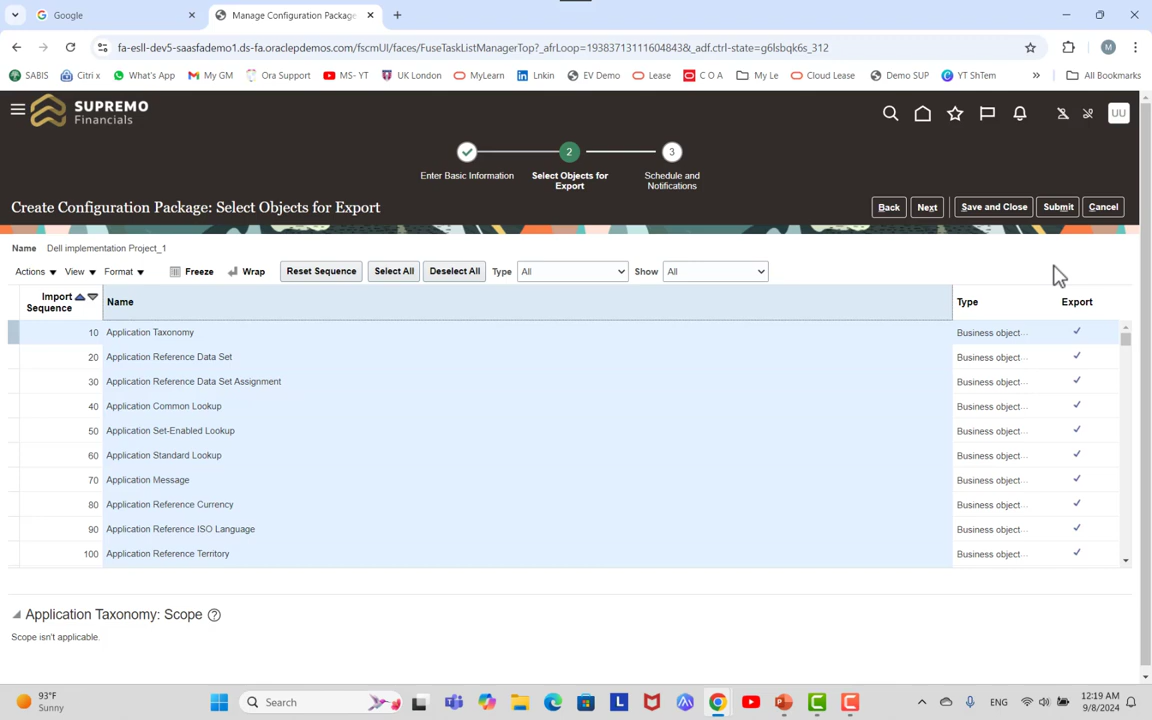 Google
Manage Configuration Package
fa-esll-dev5-saasfademo1.ds-fa.oraclepdemos.com/fscmUI/faces/FuseTaskListManagerTop?_afrLoop=19383713111604843&_adf.ctrl-state=g6lsbqk6s_312
M
SABIS
Citri x
What's App
My GM
Ora Support
MS- YT
UK London
MyLearn
Lnkin
EV Demo
Lease
C O A
My Le
Cloud Lease
Demo SUP
YT ShTem
All Bookmarks
SUPREMO
Financials
UU
2
3
Enter Basic Information
Select Objects for
Export
Schedule and
Notifications
Create Configuration Package: Select Objects for Export
Back
Next
Save and Close
Submit
Cancel
Name Dell implementation Project_1
Actions
View
Format
Freeze
Wrap
Reset Sequence
Select All
Deselect All
Type All
Show All
Import
Sequence
Name
Type
Export
10 Application Taxonomy Business object...
20 Application Reference Data Set Business object...
30 Application Reference Data Set Assignment Business object...
40 Application Common Lookup Business object...
50 Application Set-Enabled Lookup Business object...
60 Application Standard Lookup Business object...
70 Application Message Business object...
80 Application Reference Currency Business object...
90 Application Reference ISO Language Business object...
100 Application Reference Territory Business object...
Application Taxonomy: Scope
Scope isn't applicable.
93°F
Sunny
Search
ENG
12:19 AM
9/8/2024